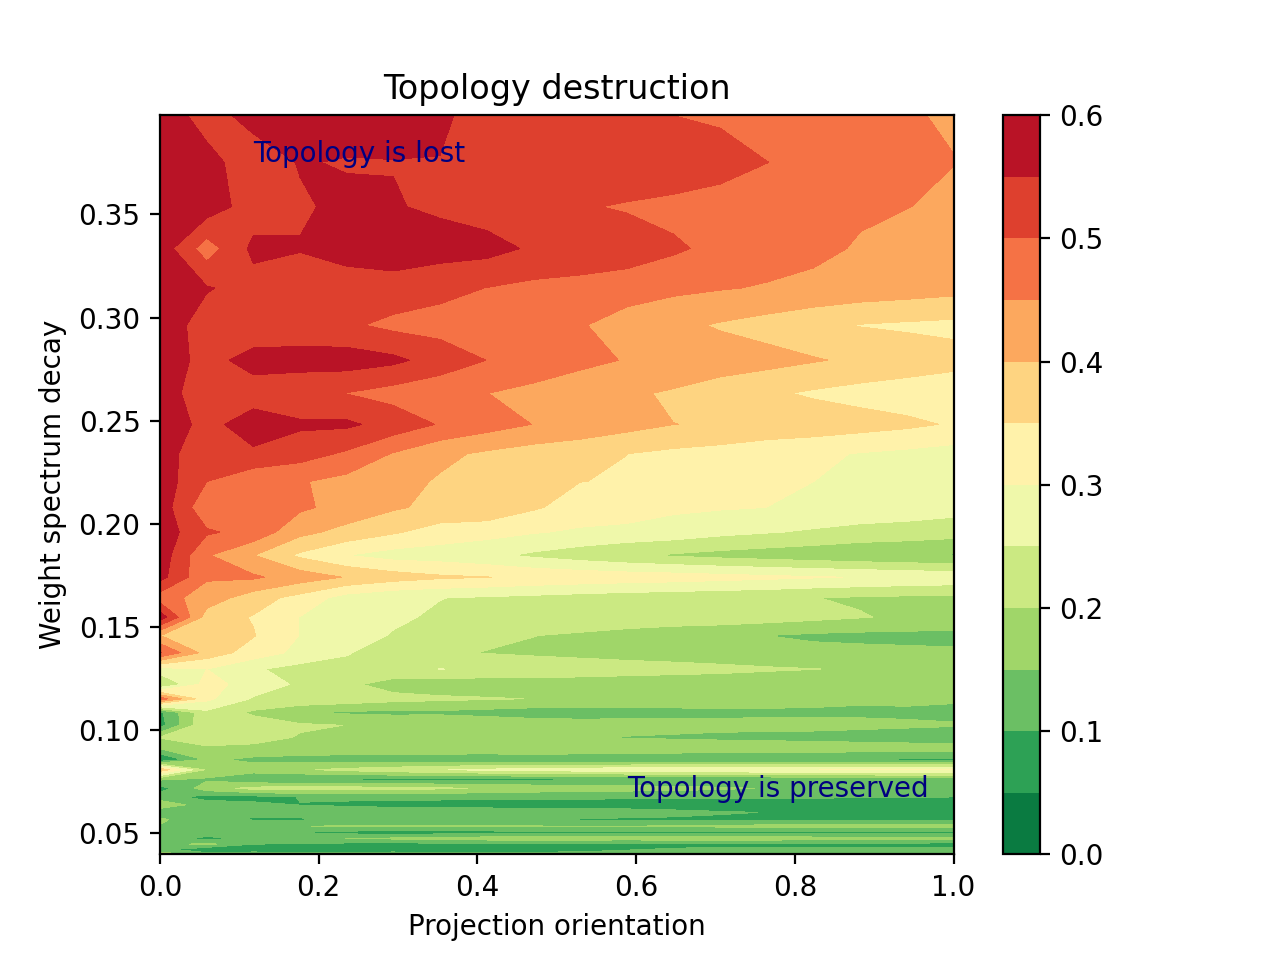 Topology destruction
Topology is lost
Topology is preserved
Weight spectrum decay
0.35
0.30
0.25
0.20
0.15
0.10
0.05
0.0 0.2 0.4 0.6 0.8 1.0
Projection orientation
0.6
0.5
0.4
0.3
0.2
0.1
0.0